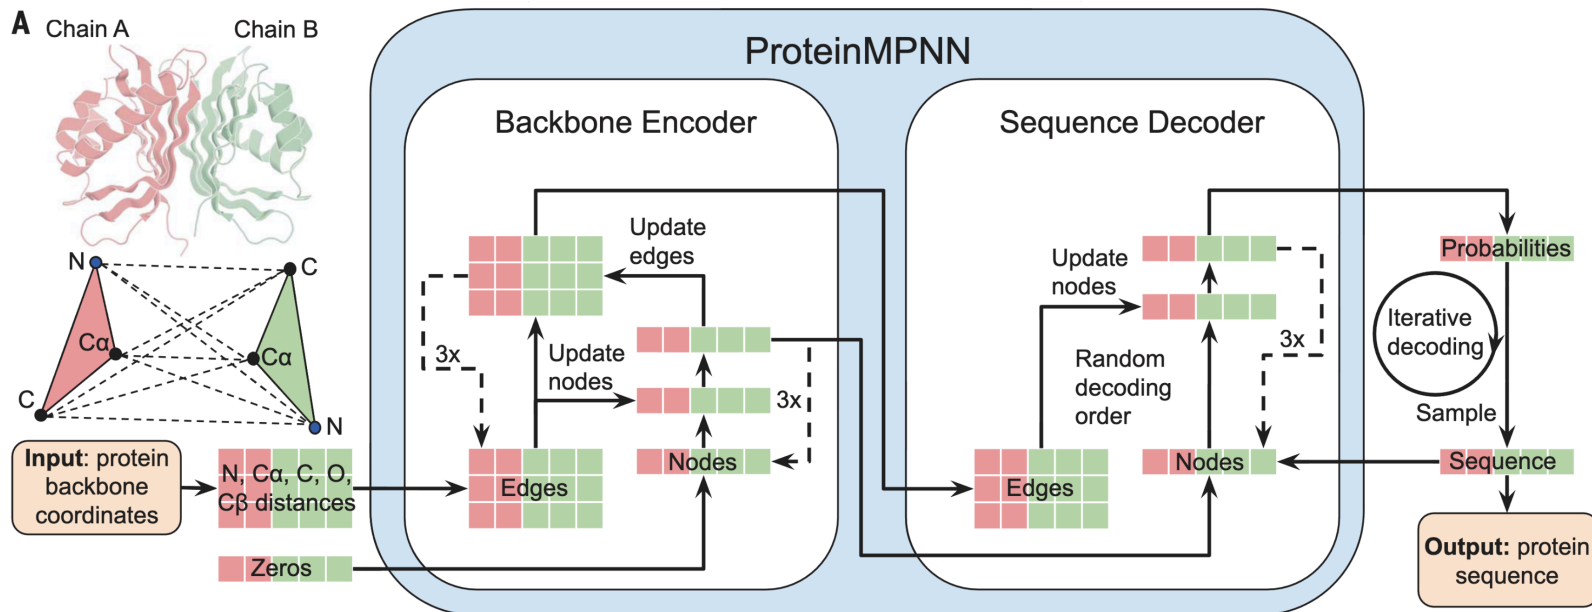 A
Chain A
Chain B
N
C
Cα
Cα
C
N
Input: protein
backbone
coordinates
N, Cα, C, O,
Cβ distances
Zeros
ProteinMPNN
Backbone Encoder
Update
edges
3x
Update
nodes
3x
Edges
Nodes
Sequence Decoder
Update
nodes
Random
decoding
order
3x
Edges
Nodes
Probabilities
Iterative
decoding
Sample
Sequence
Output: protein
sequence